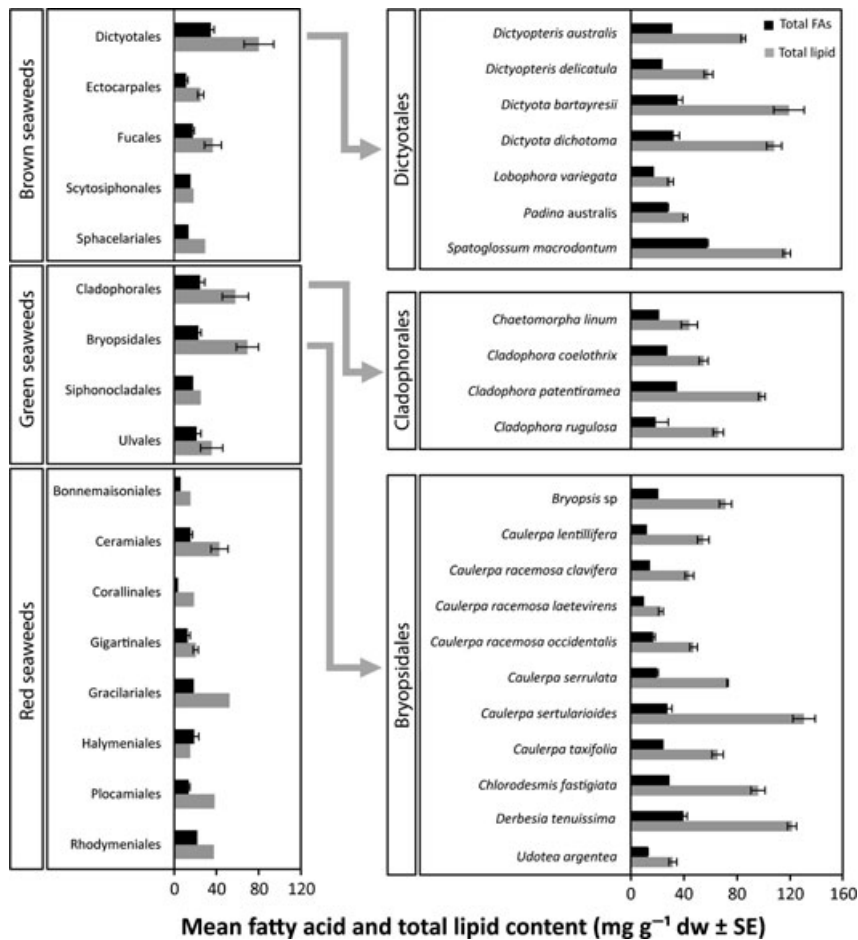 Brown seaweeds
Dictyotales
Ectocarpales
Fucales
Scytosiphonales
Sphacelariales
Green seaweeds
Cladophorales
Bryopsidales
Siphonocladales
Ulvales
Red seaweeds
Bonnemaisoniales
Ceramiales
Corallinales
Gigartinales
Gracilariales
Halymeniales
Plocamiales
Rhodymeniales
0 40 80 120
Total FAs
Total lipid
Dictyotales
Dictyopteris australis
Dictyopteris delicatula
Dictyota bartayresii
Dictyota dichotoma
Lobophora variegata
Padina australis
Spatoglossum macrodontum
Cladophorales
Chaetomorpha linum
Cladophora coelothrix
Cladophora patentiramea
Cladophora rugulosa
Bryopsidales
Bryopsis sp
Caulerpa lentillifera
Caulerpa racemosa clavifera
Caulerpa racemosa laetevirens
Caulerpa racemosa occidentalis
Caulerpa serrulata
Caulerpa sertularioides
Caulerpa taxifolia
Chlorodesmis fastigiata
Derbesia tenuissima
Udotea argentea
0 40 80 120 160
Mean fatty acid and total lipid content (mg g⁻¹ dw ± SE)